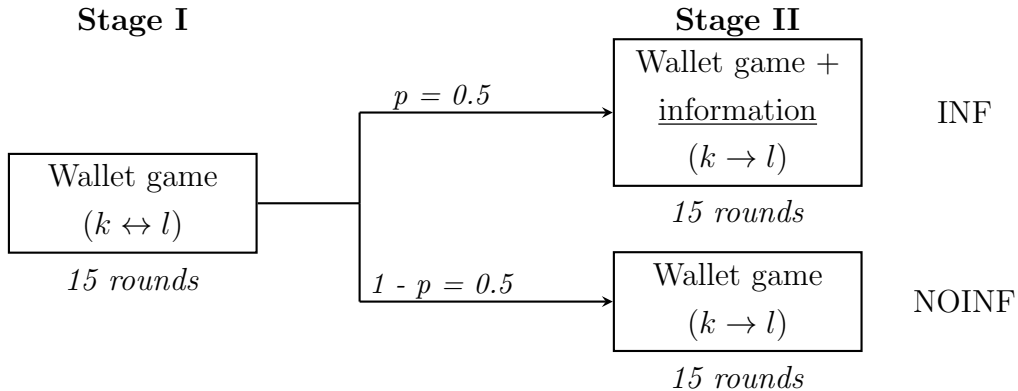 Stage I
Stage II
Wallet game
(k ↔ l)
15 rounds
p = 0.5
Wallet game +
information
(k → l)
15 rounds
INF
1 - p = 0.5
Wallet game
(k → l)
15 rounds
NOINF